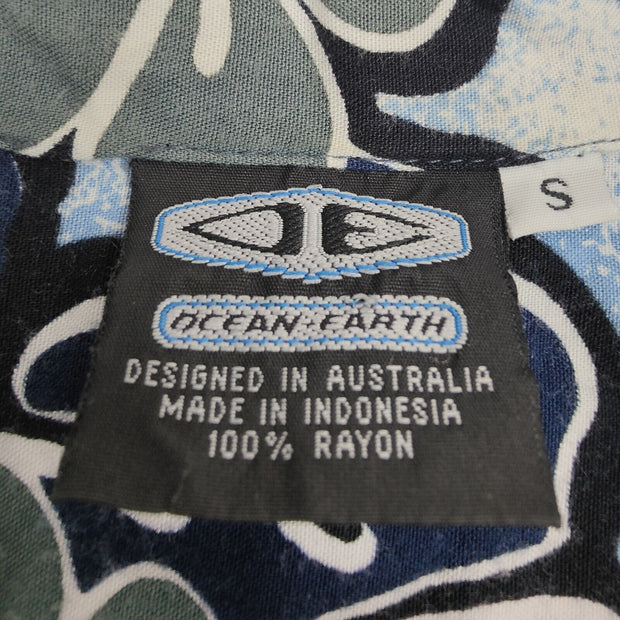 S
OCEAN·EARTH
DESIGNED IN AUSTRALIA
MADE IN INDONESIA
100% RAYON